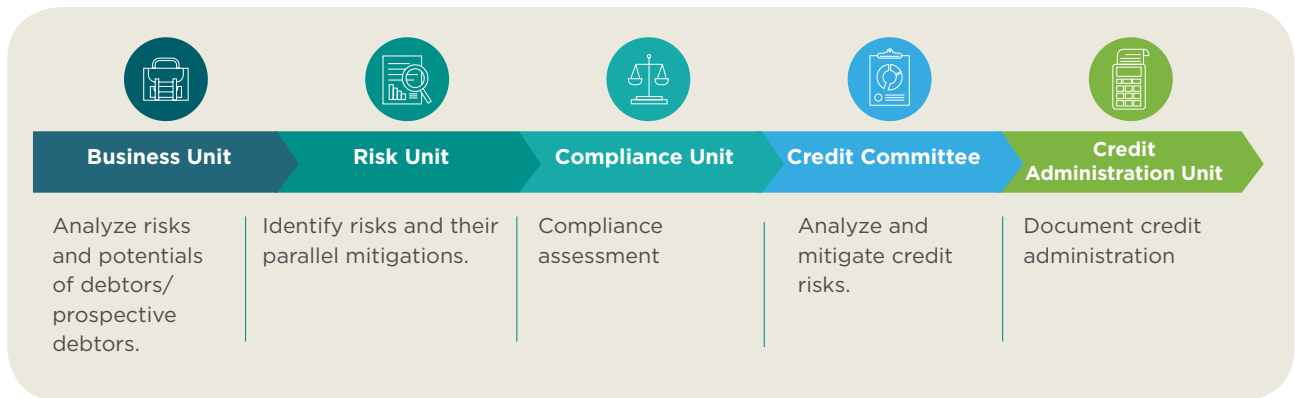 Business Unit
Risk Unit
Compliance Unit
Credit Committee
Credit
Administration Unit
Analyze risks
and potentials
of debtors/
prospective
debtors.
Identify risks and their
parallel mitigations.
Compliance
assessment
Analyze and
mitigate credit
risks.
Document credit
administration